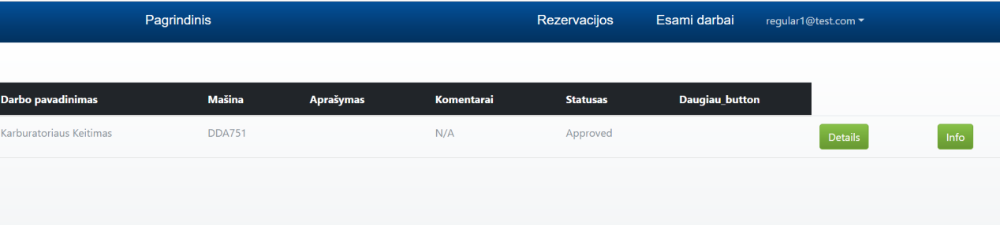 Pagrindinis Rezervacijos Esami darbai regular1@test.com
Darbo pavadinimas Mašina Aprašymas Komentarai Statusas Daugiau_button
Karburatoriaus Keitimas DDA751 N/A Approved Details Info